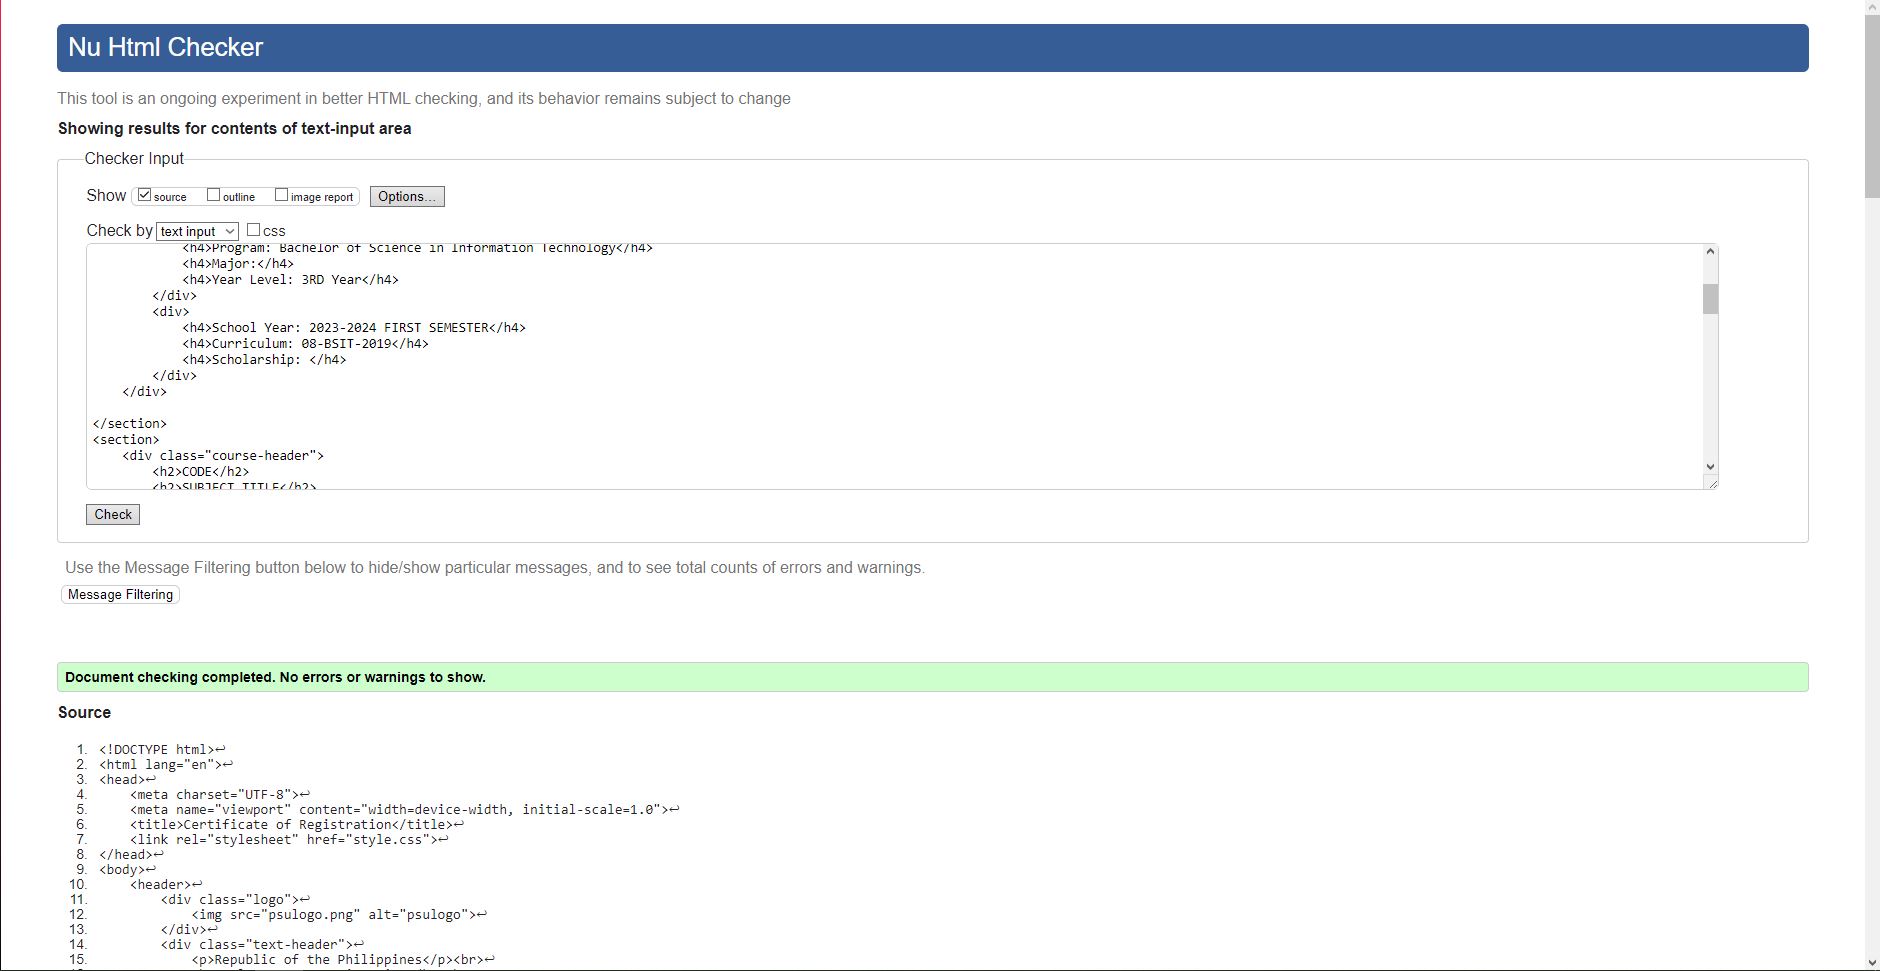 Nu Html Checker
This tool is an ongoing experiment in better HTML checking, and its behavior remains subject to change
Showing results for contents of text-input area
Checker Input
Show source outline image report Options...
Check by text input css
<h4>Program: Bachelor of Science in Information Technology</h4>
<h4>Major:</h4>
<h4>Year Level: 3RD Year</h4>
</div>
<div>
<h4>School Year: 2023-2024 FIRST SEMESTER</h4>
<h4>Curriculum: 08-BSIT-2019</h4>
<h4>Scholarship: </h4>
</div>
</div>
</section>
<section>
<div class="course-header">
<h2>CODE</h2>
<h2>SUBJECT TITLE</h2>
Check
Use the Message Filtering button below to hide/show particular messages, and to see total counts of errors and warnings.
Message Filtering
Document checking completed. No errors or warnings to show.
Source
1. <!DOCTYPE html>↩
2. <html lang="en">↩
3. <head>↩
4. <meta charset="UTF-8">↩
5. <meta name="viewport" content="width=device-width, initial-scale=1.0">↩
6. <title>Certificate of Registration</title>↩
7. <link rel="stylesheet" href="style.css">↩
8. </head>↩
9. <body>↩
10. <header>↩
11. <div class="logo">↩
12. <img src="psulogo.png" alt="psulogo">↩
13. </div>↩
14. <div class="text-header">↩
15. <p>Republic of the Philippines</p><br>↩